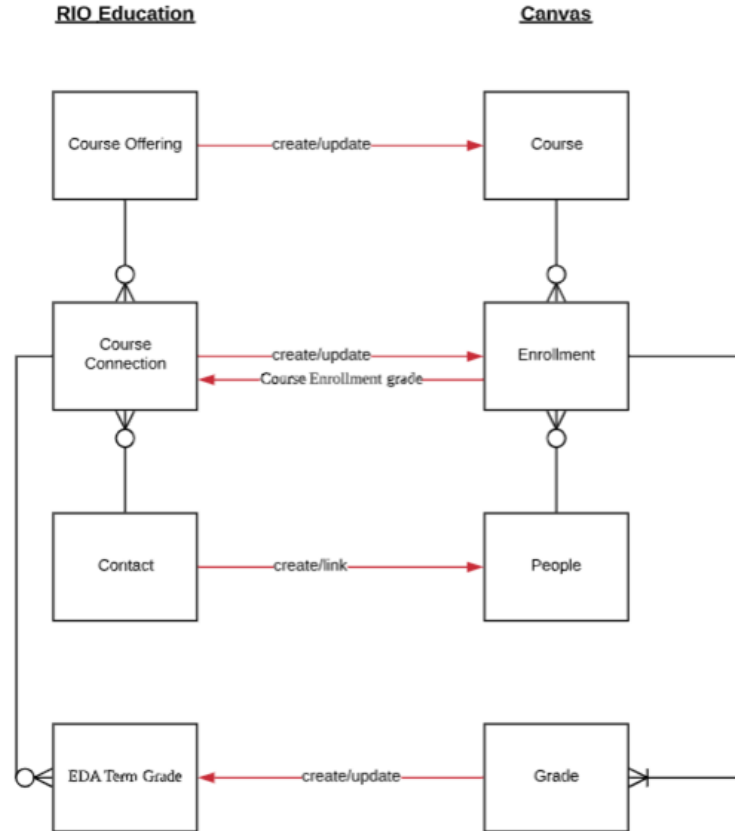 RIO Education
Canvas
Course Offering
create/update
Course
Course
Connection
create/update
Course Enrollment grade
Enrollment
Contact
create/link
People
EDA Term Grade
create/update
Grade